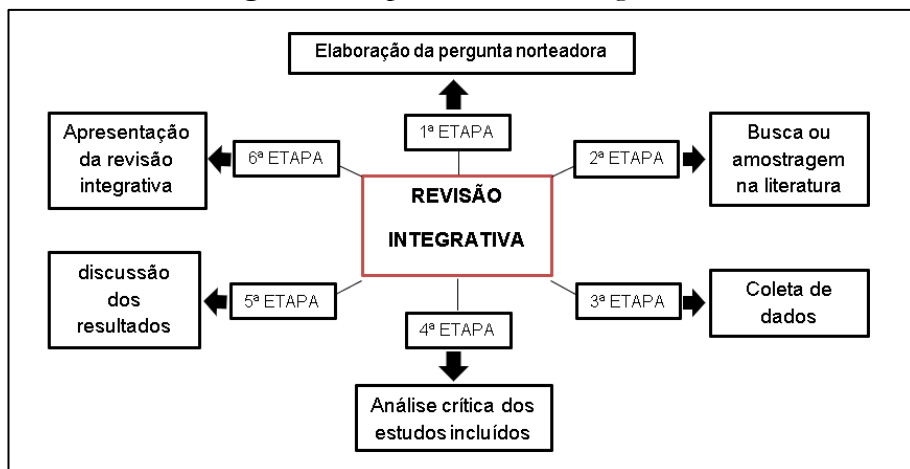 Elaboração da pergunta norteadora
1ª ETAPA
REVISÃO
INTEGRATIVA
2ª ETAPA
Busca ou
amostragem
na literatura
3ª ETAPA
Coleta de
dados
4ª ETAPA
Análise crítica dos
estudos incluídos
5ª ETAPA
discussão
dos
resultados
6ª ETAPA
Apresentação
da revisão
integrativa